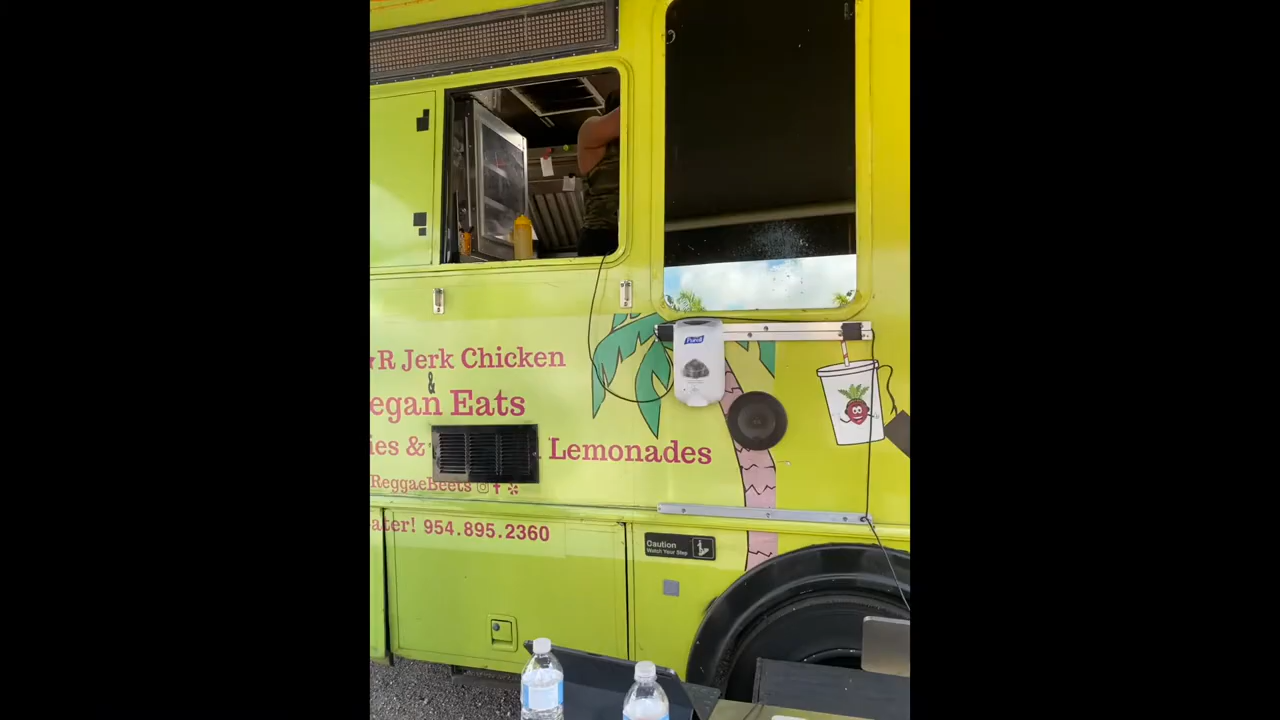 R Jerk Chicken
&
egan Eats
ies &
Lemonades
ReggaeBeets
ater! 954.895.2360
Purell
Caution
Watch Your Step